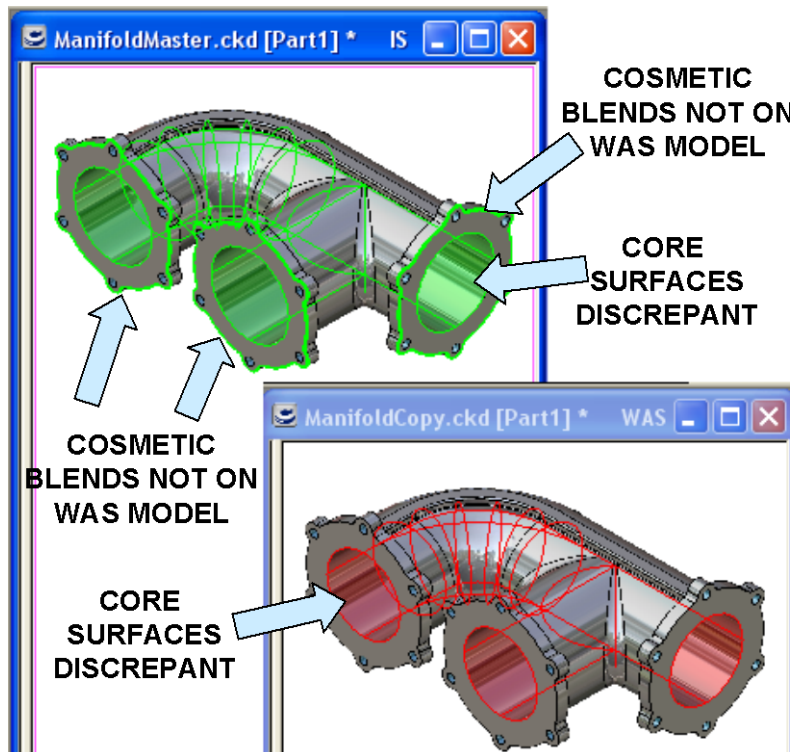 ManifoldMaster.ckd [Part1] * IS
COSMETIC
BLENDS NOT ON
WAS MODEL
CORE
SURFACES
DISCREPANT
COSMETIC
BLENDS NOT ON
WAS MODEL
ManifoldCopy.ckd [Part1] * WAS
CORE
SURFACES
DISCREPANT